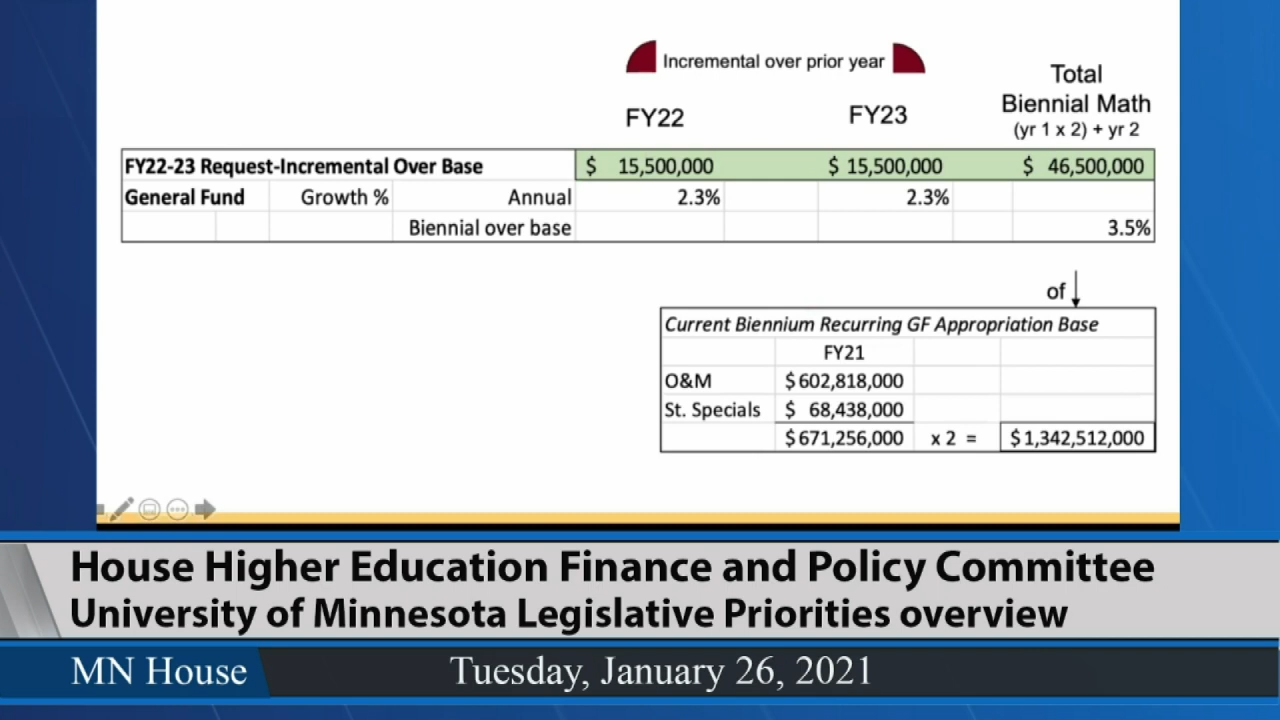 Incremental over prior year
FY22
FY23
Total
Biennial Math
(yr 1 x 2) + yr 2
FY22-23 Request-Incremental Over Base $ 15,500,000 $ 15,500,000 $ 46,500,000
General Fund Growth % Annual 2.3% 2.3%
Biennial over base 3.5%
of
Current Biennium Recurring GF Appropriation Base
FY21
O&M $602,818,000
St. Specials $ 68,438,000
$671,256,000 x 2 = $1,342,512,000
House Higher Education Finance and Policy Committee
University of Minnesota Legislative Priorities overview
MN House Tuesday, January 26, 2021